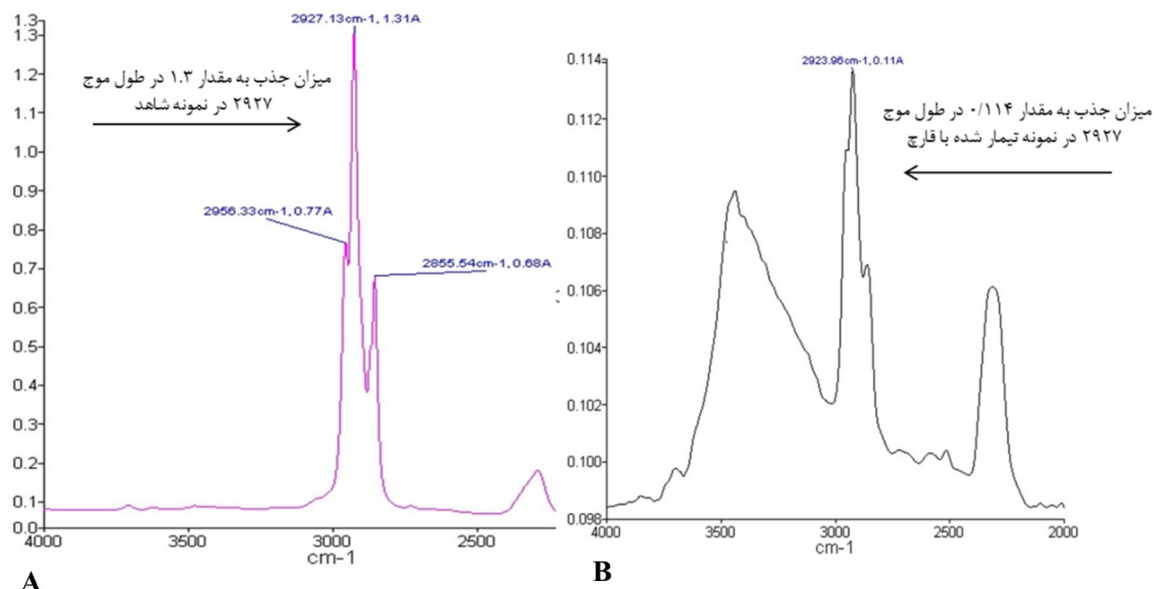 1.3
1.3
1.2
1.1
1.0
0.9
0.8
0.7
0.6
0.5
0.4
0.3
0.2
0.1
0.0
4000
3500
3000
2500
cm-1
2927.13cm-1, 1.31A
2956.33cm-1, 0.77A
2855.54cm-1, 0.68A
میزان جذب به مقدار ۱.۳ در طول موج
۲۹۲۷ در نمونه شاهد
A
0.114
0.112
0.110
0.108
0.106
0.104
0.102
0.100
0.098
4000
3500
3000
2500
2000
cm-1
2923.96cm-1, 0.11A
میزان جذب به مقدار ۰/۱۱۴ در طول موج
۲۹۲۷ در نمونه تیمار شده با قارچ
B